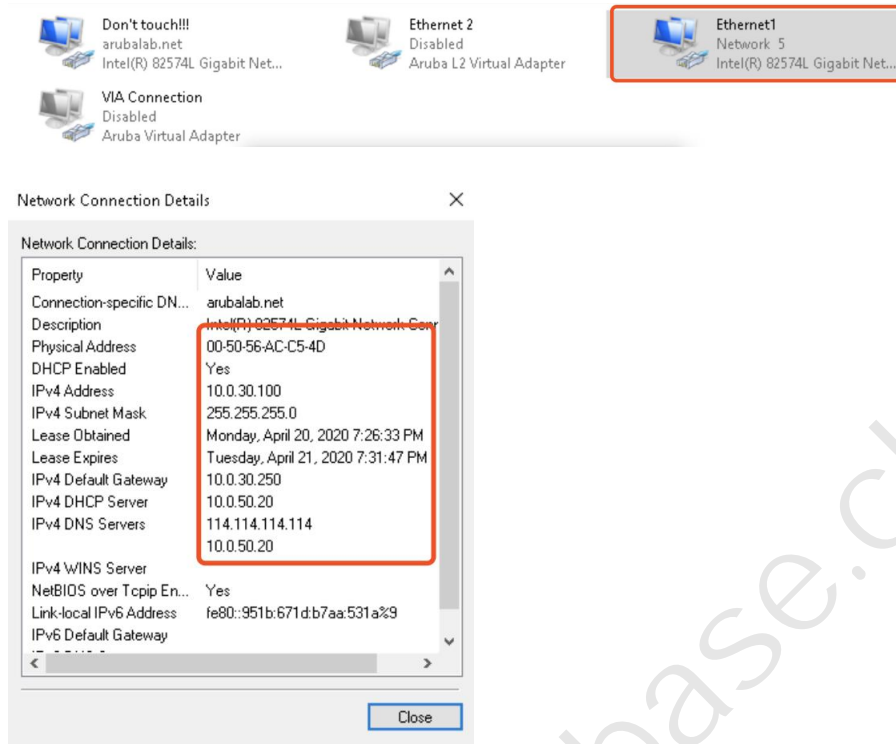 Don't touch!!!
arubalab.net
Intel(R) 82574L Gigabit Net...
Ethernet 2
Disabled
Aruba L2 Virtual Adapter
Ethernet1
Network 5
Intel(R) 82574L Gigabit Net...
VIA Connection
Disabled
Aruba Virtual Adapter
Network Connection Details
Network Connection Details:
Property Value
Connection-specific DN... arubalab.net
Description Intel(R) 82574L Gigabit Network Conr
Physical Address 00-50-56-AC-C5-4D
DHCP Enabled Yes
IPv4 Address 10.0.30.100
IPv4 Subnet Mask 255.255.255.0
Lease Obtained Monday, April 20, 2020 7:26:33 PM
Lease Expires Tuesday, April 21, 2020 7:31:47 PM
IPv4 Default Gateway 10.0.30.250
IPv4 DHCP Server 10.0.50.20
IPv4 DNS Servers 114.114.114.114
10.0.50.20
IPv4 WINS Server
NetBIOS over Tcpip En... Yes
Link-local IPv6 Address fe80::951b:671d:b7aa:531a%9
IPv6 Default Gateway
Close